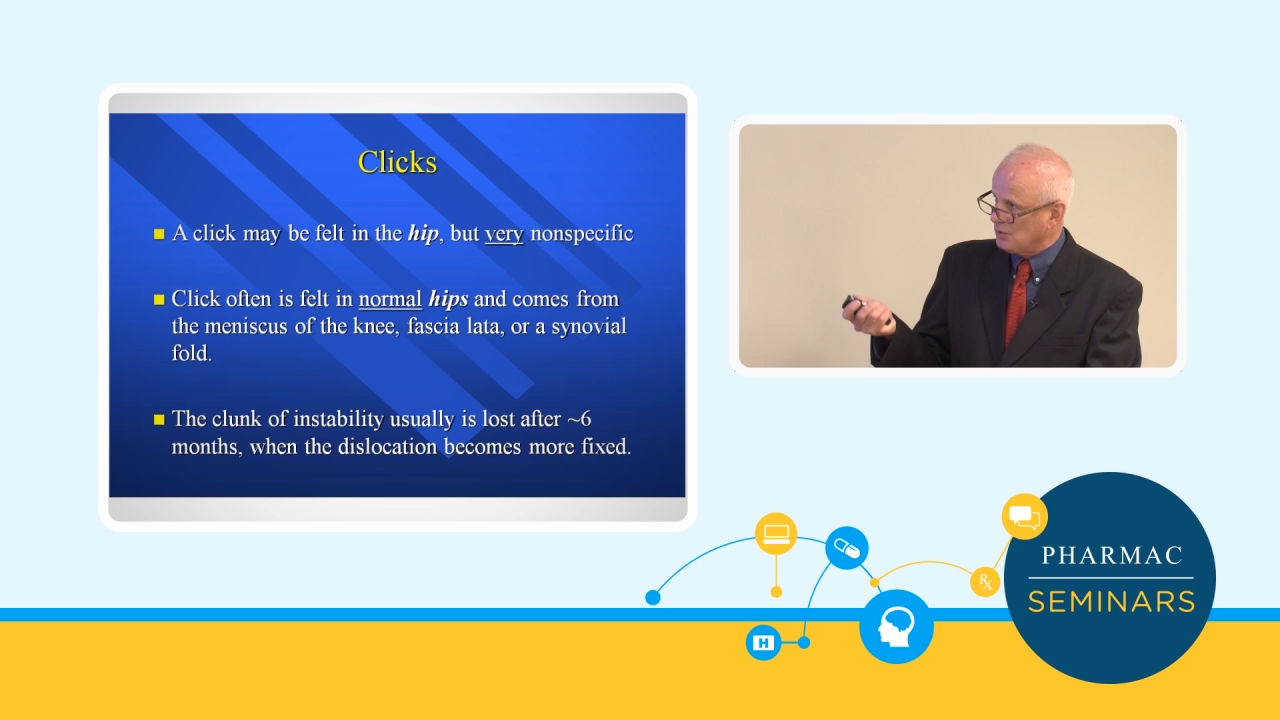 Clicks
A click may be felt in the hip, but very nonspecific
Click often is felt in normal hips and comes from
the meniscus of the knee, fascia lata, or a synovial
fold.
The clunk of instability usually is lost after ~6
months, when the dislocation becomes more fixed.
Rx
H
PHARMAC
SEMINARS